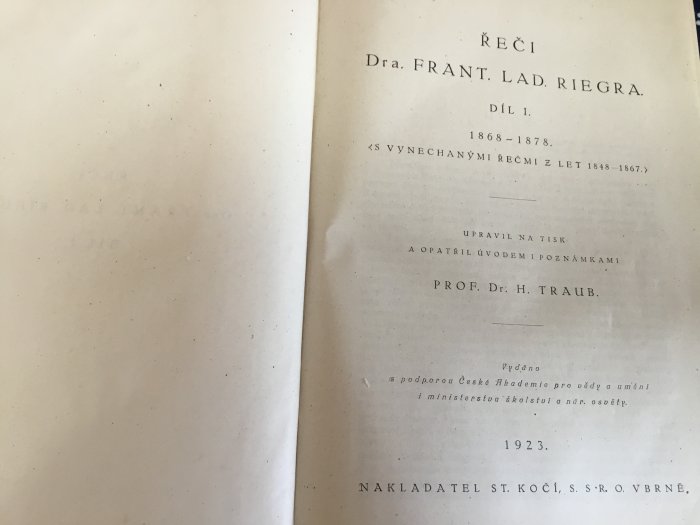 ŘEČI
Dra. FRANT. LAD. RIEGRA.
DÍL I.
1868–1878.
<S VYNECHANÝMI ŘEČMI Z LET 1848–1867.>
UPRAVIL NA TISK
A OPATŘIL ÚVODEM I POZNÁMKAMI
PROF. Dr. H. TRAUB.
Vydáno
s podporou České Akademie pro vědy a umění
i ministerstva školství a nár. osvěty.
1923.
NAKLADATEL ST. KOČÍ, S. S·R. O. VBRNĚ,